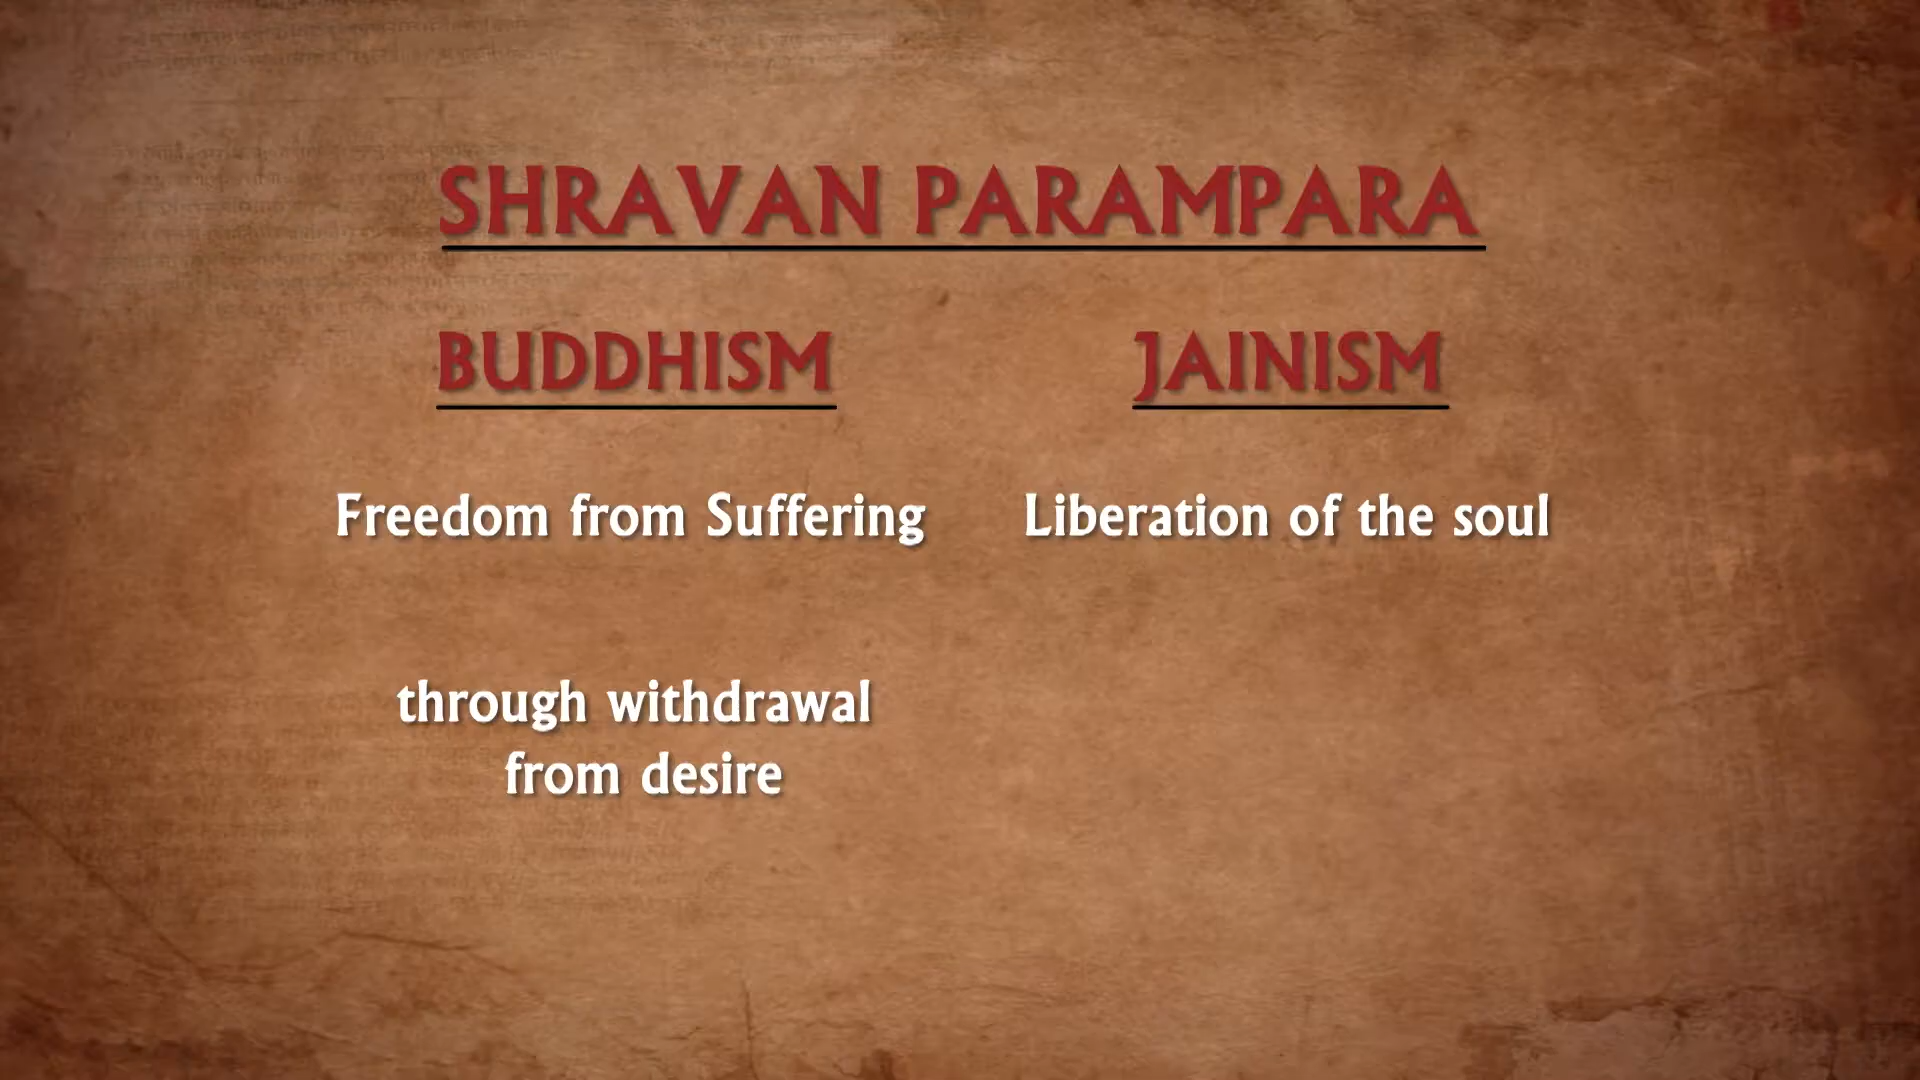 SHRAVAN PARAMPARA
BUDDHISM
JAINISM
Freedom from Suffering
Liberation of the soul
through withdrawal
from desire